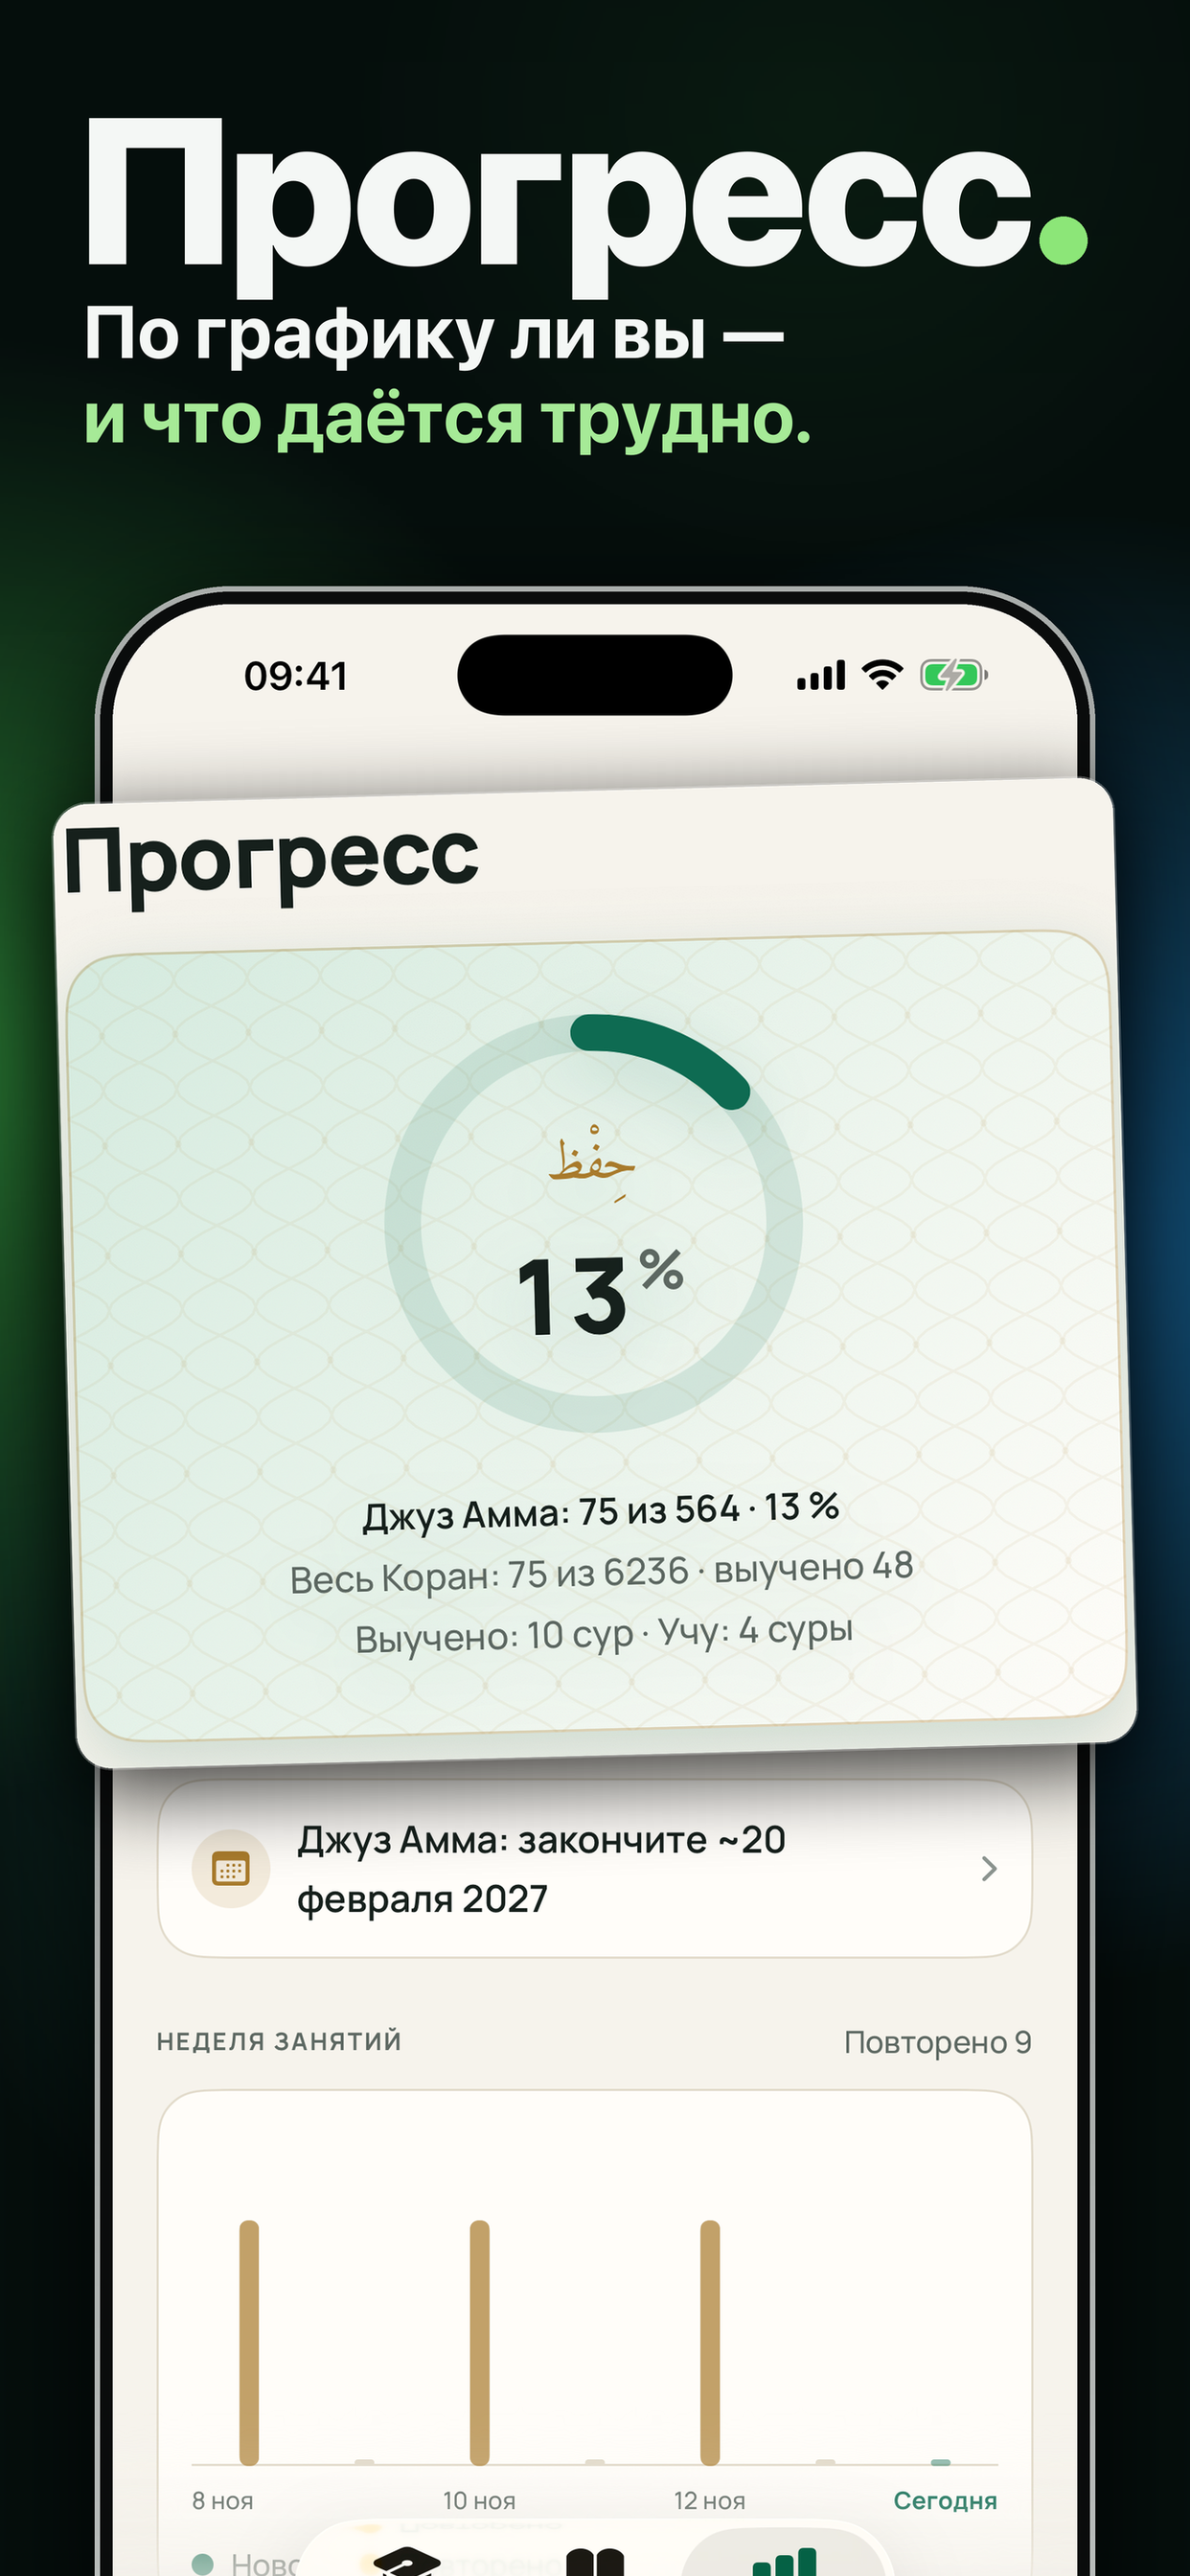 Прогресс.
По графику ли вы —
и что даётся трудно.
09:41
Прогресс
حِفْظ
13%
Джуз Амма: 75 из 564 · 13 %
Весь Коран: 75 из 6236 · выучено 48
Выучено: 10 сур · Учу: 4 суры
Джуз Амма: закончите ~20
февраля 2027
НЕДЕЛЯ ЗАНЯТИЙ
Повторено 9
8 ноя
10 ноя
12 ноя
Сегодня